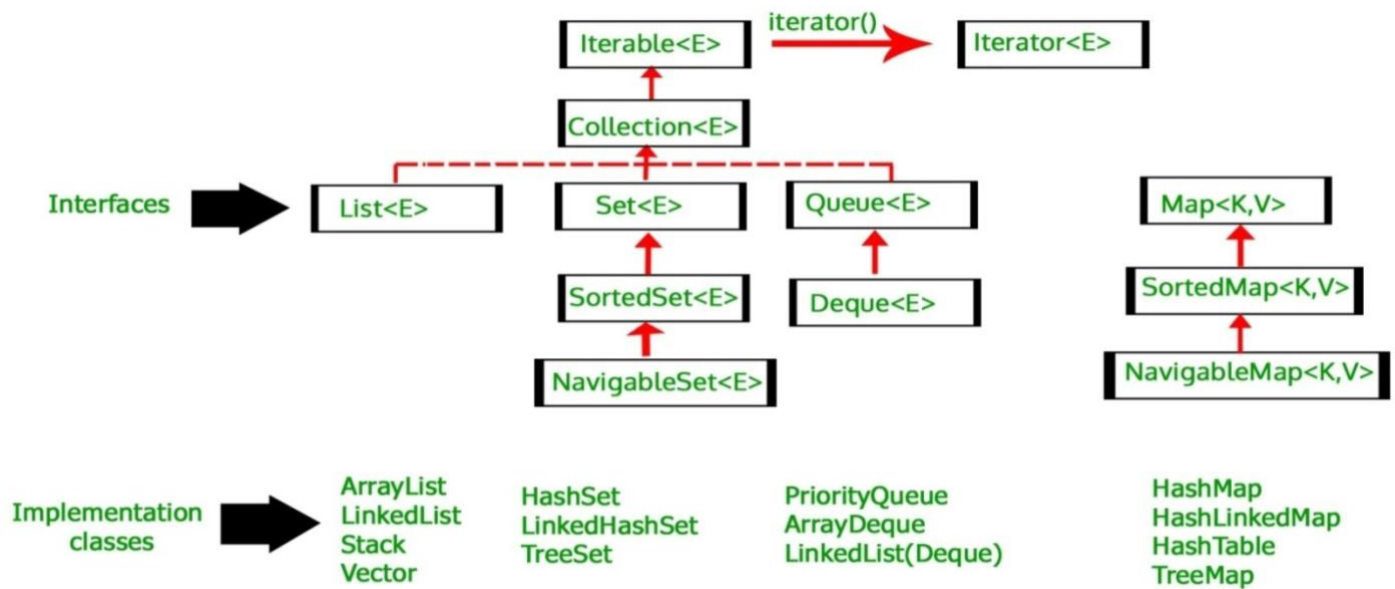 iterator()
Iterable<E>
Iterator<E>
Collection<E>
Interfaces
List<E>
Set<E>
Queue<E>
Map<K,V>
SortedSet<E>
Deque<E>
SortedMap<K,V>
NavigableSet<E>
NavigableMap<K,V>
Implementation
classes
ArrayList
LinkedList
Stack
Vector
HashSet
LinkedHashSet
TreeSet
PriorityQueue
ArrayDeque
LinkedList(Deque)
HashMap
HashLinkedMap
HashTable
TreeMap